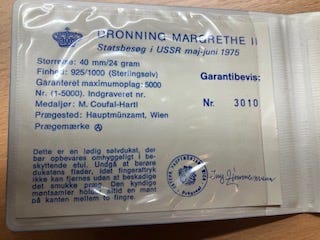 DRONNING MARGRETHE II
Statsbesøg i USSR maj-juni 1975
Størrelse: 40 mm/24 gram
Finhed: 925/1000 (Sterlingsølv)
Garanteret maximumoplag: 5000
Nr. (1-5000). Indgraveret nr.
Medaljør: M. Coufal-Hartl
Prægested: Hauptmünzamt, Wien
Prægemærke A
Garantibevis:
Nr. 3010
Dette er en lødig sølvdukat, der
bør opbevares omhyggeligt i be-
skyttende etui. Undgå at berøre
dukatens flader, idet fingeraftryk
ikke kan fjernes uden at beskadige
det smukke præg. Den kyndige
møntsamler holder altid en mønt
på kanten mellem to fingre.